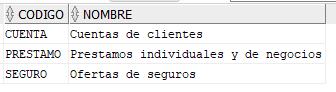 CODIGO NOMBRE
CUENTA Cuentas de clientes
PRESTAMO Prestamos individuales y de negocios
SEGURO Ofertas de seguros